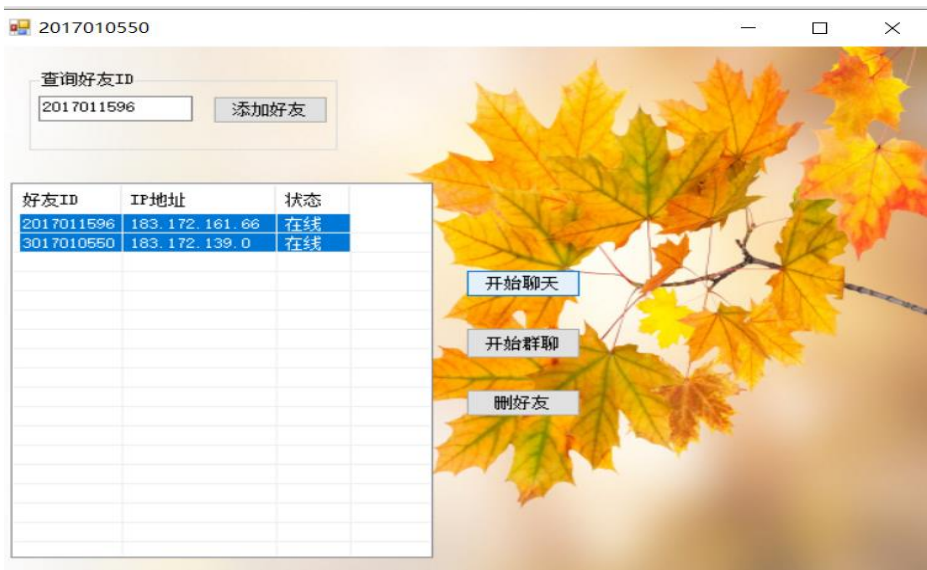 2017010550
查询好友ID
2017011596 添加好友
好友ID IP地址 状态
2017011596 183.172.161.66 在线
3017010550 183.172.139.0 在线
开始聊天
开始群聊
删好友